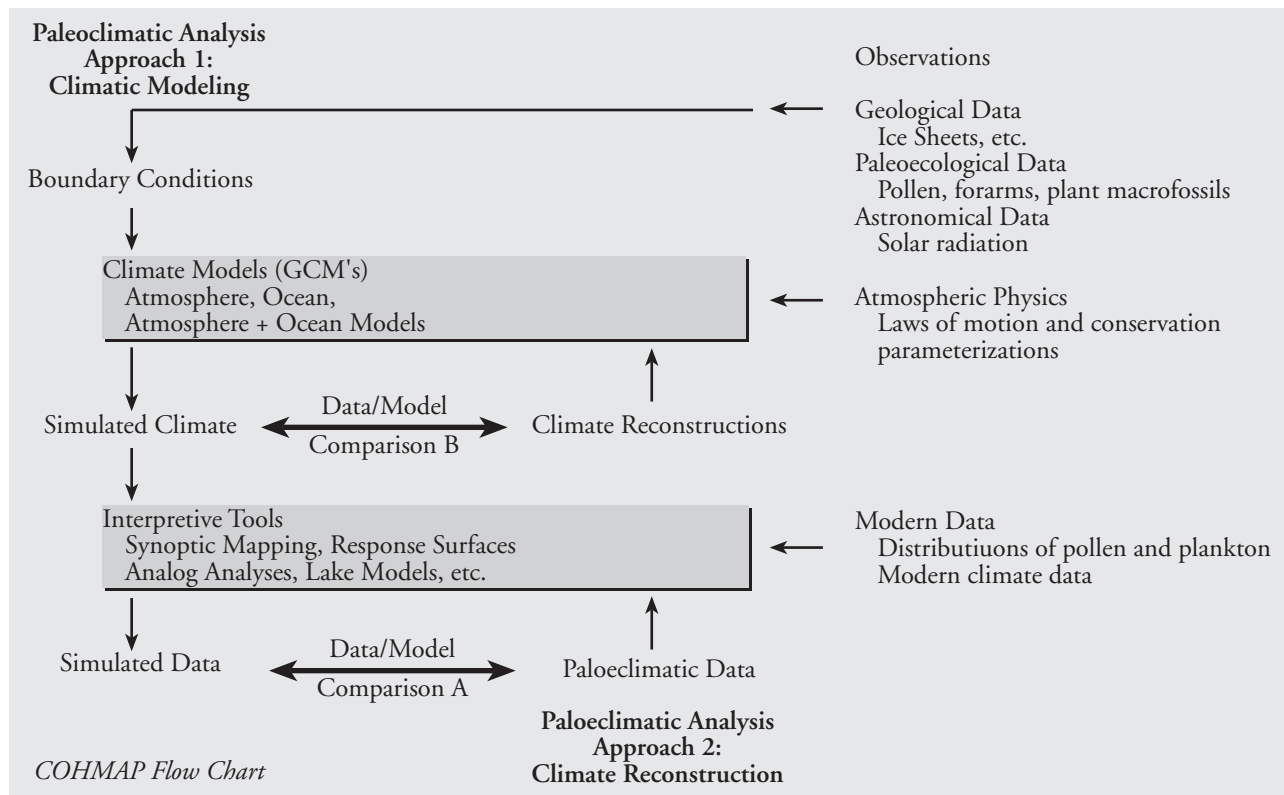 Paleoclimatic Analysis
Approach 1:
Climatic Modeling
Observations
Geological Data
Ice Sheets, etc.
Paleoecological Data
Pollen, forarms, plant macrofossils
Astronomical Data
Solar radiation
Boundary Conditions
Climate Models (GCM's)
Atmosphere, Ocean,
Atmosphere + Ocean Models
Atmospheric Physics
Laws of motion and conservation
parameterizations
Simulated Climate
Data/Model
Comparison B
Climate Reconstructions
Interpretive Tools
Synoptic Mapping, Response Surfaces
Analog Analyses, Lake Models, etc.
Modern Data
Distributiuons of pollen and plankton
Modern climate data
Simulated Data
Data/Model
Comparison A
Paloeclimatic Data
Paloeclimatic Analysis
Approach 2:
Climate Reconstruction
COHMAP Flow Chart